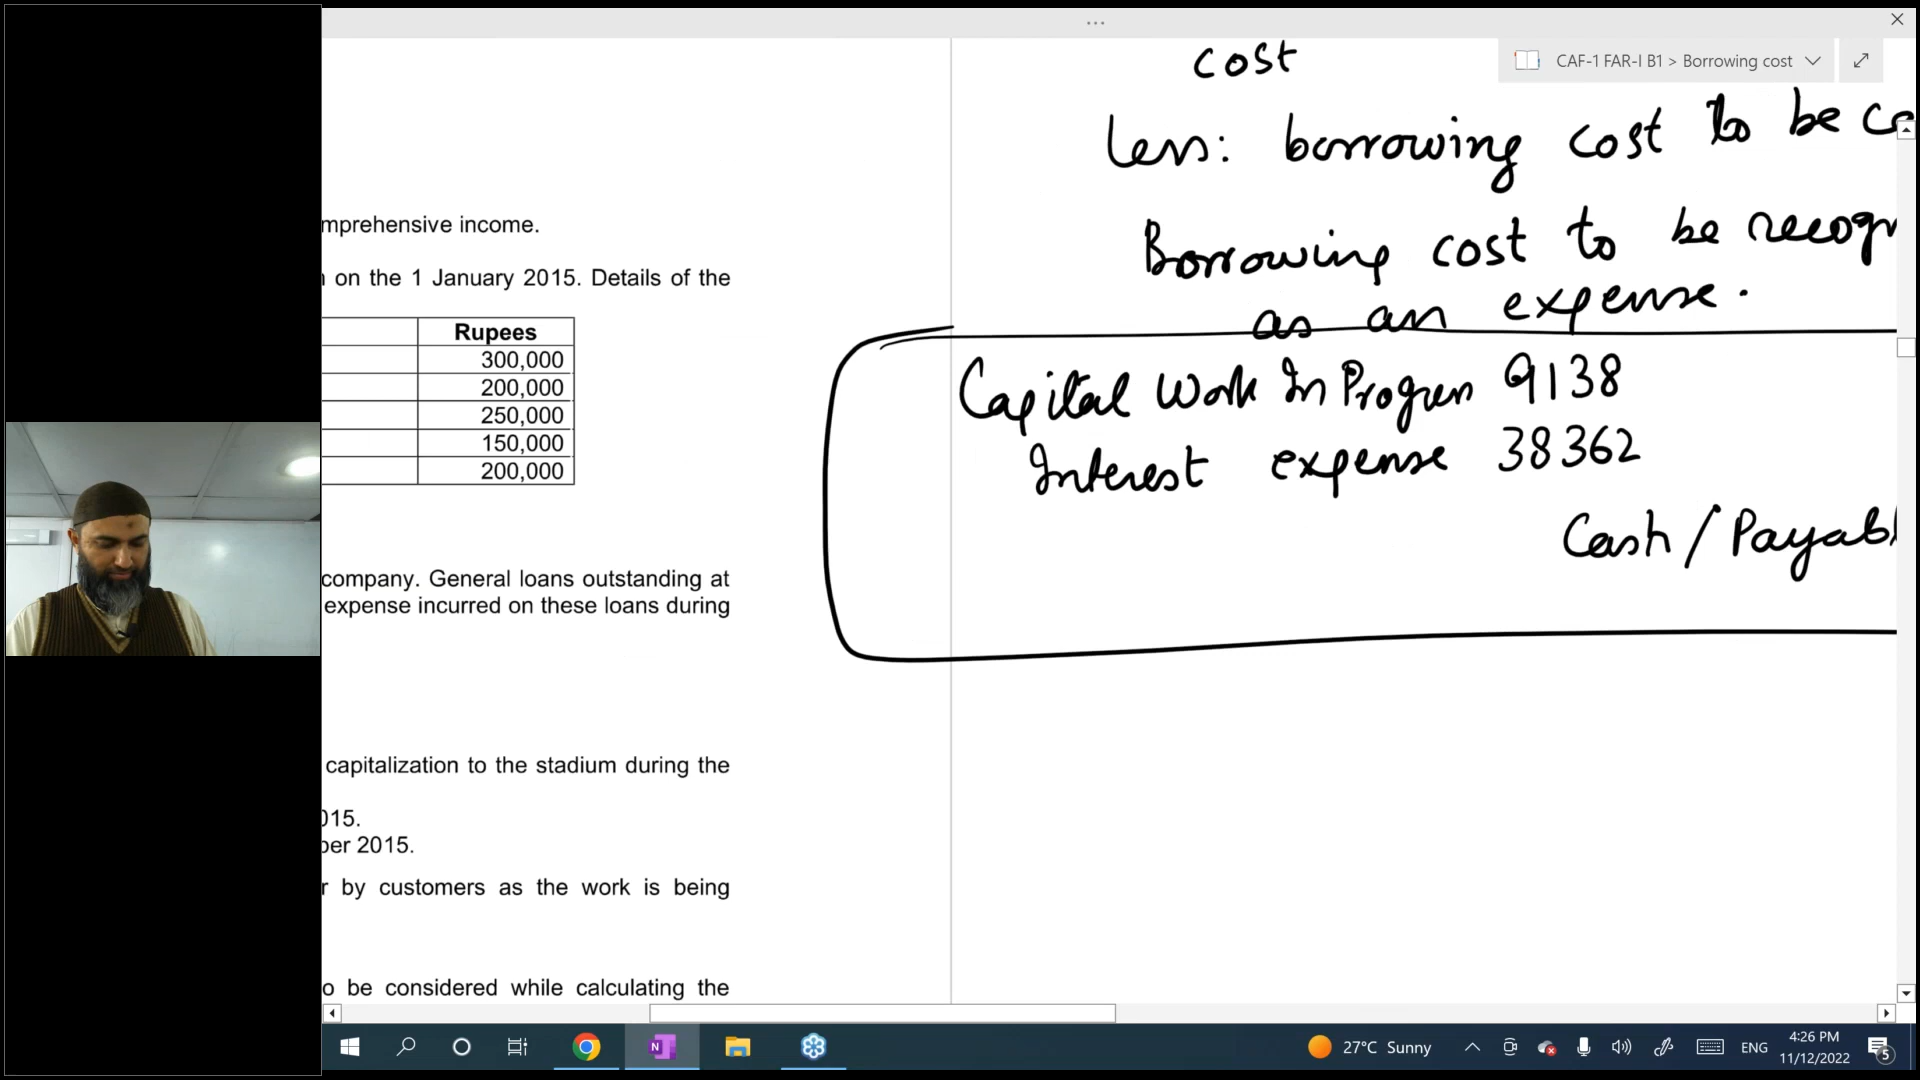 CAF-1 FAR-I B1 > Borrowing cost
cost
Less: borrowing cost to be
Borrowing cost to be
as an expense.
Capital Work In Progress 9138
Interest expense 38362
Cash/
mprehensive income.
on the 1 January 2015. Details of the
Rupees
300,000
200,000
250,000
150,000
200,000
company. General loans outstanding at
expense incurred on these loans during
capitalization to the stadium during the
015.
ber 2015.
r by customers as the work is being
o be considered while calculating the
27°C Sunny
ENG
4:26 PM
11/12/2022
5